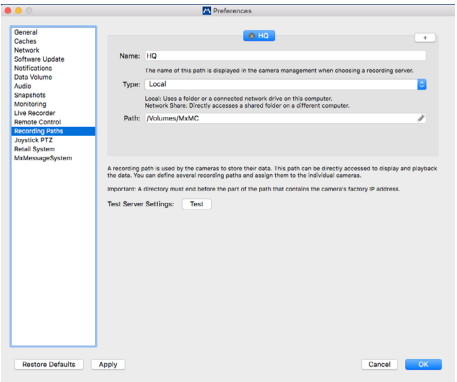 Preferences
General
Caches
Network
Software Update
Notifications
Data Volume
Audio
Snapshots
Monitoring
Live Recorder
Remote Control
Recording Paths
Joystick PTZ
Retail System
MxMessageSystem
HQ
+
Name: HQ
The name of this path is displayed in the camera management when choosing a recording server.
Type: Local
Local: Uses a folder or a connected network drive on this computer.
Network Share: Directly accesses a shared folder on a different computer.
Path: /Volumes/MxMC
A recording path is used by the cameras to store their data. This path can be directly accessed to display and playback
the data. You can define several recording paths and assign them to the individual cameras.
Important: A directory must end before the part of the path that contains the camera's factory IP address.
Test Server Settings: Test
Restore Defaults Apply Cancel OK